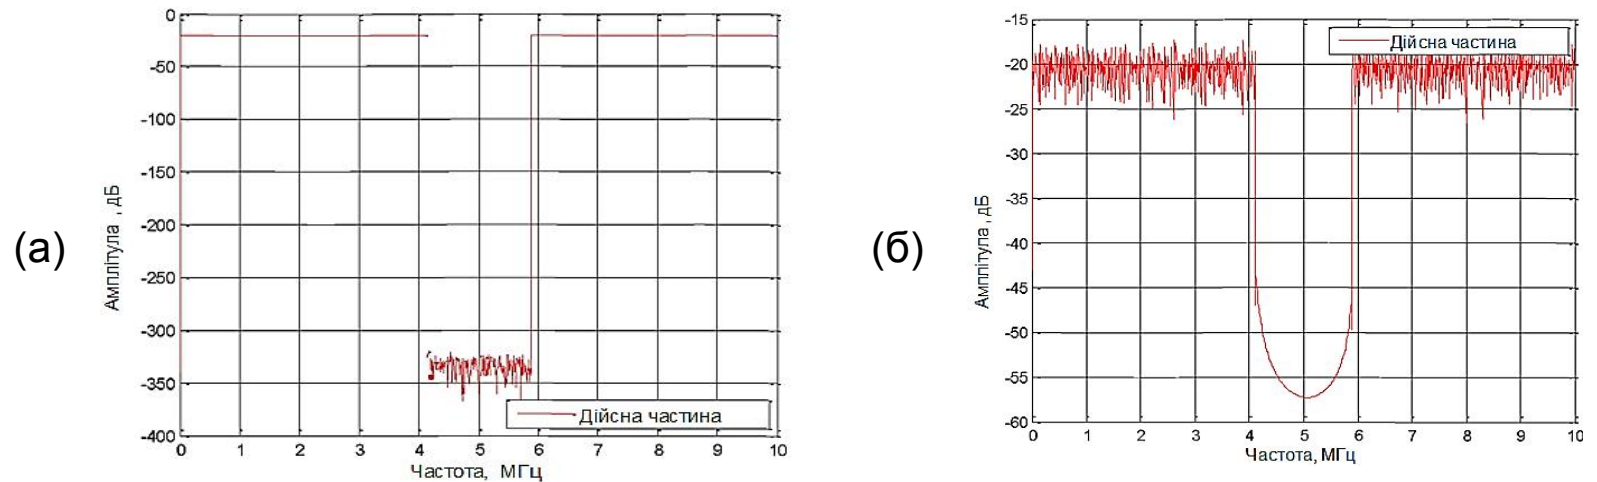 (а)
0
-50
-100
-150
-200
-250
-300
-350
-400
Амплітула , дБ
Дійсна частина
0 1 2 3 4 5 6 7 8 9 10
Частота, МГц
(б)
-15
-20
-25
-30
-35
-40
-45
-50
-55
-60
Амплітула , дБ
Дійсна частина
0 1 2 3 4 5 6 7 8 9 10
Частота, МГц